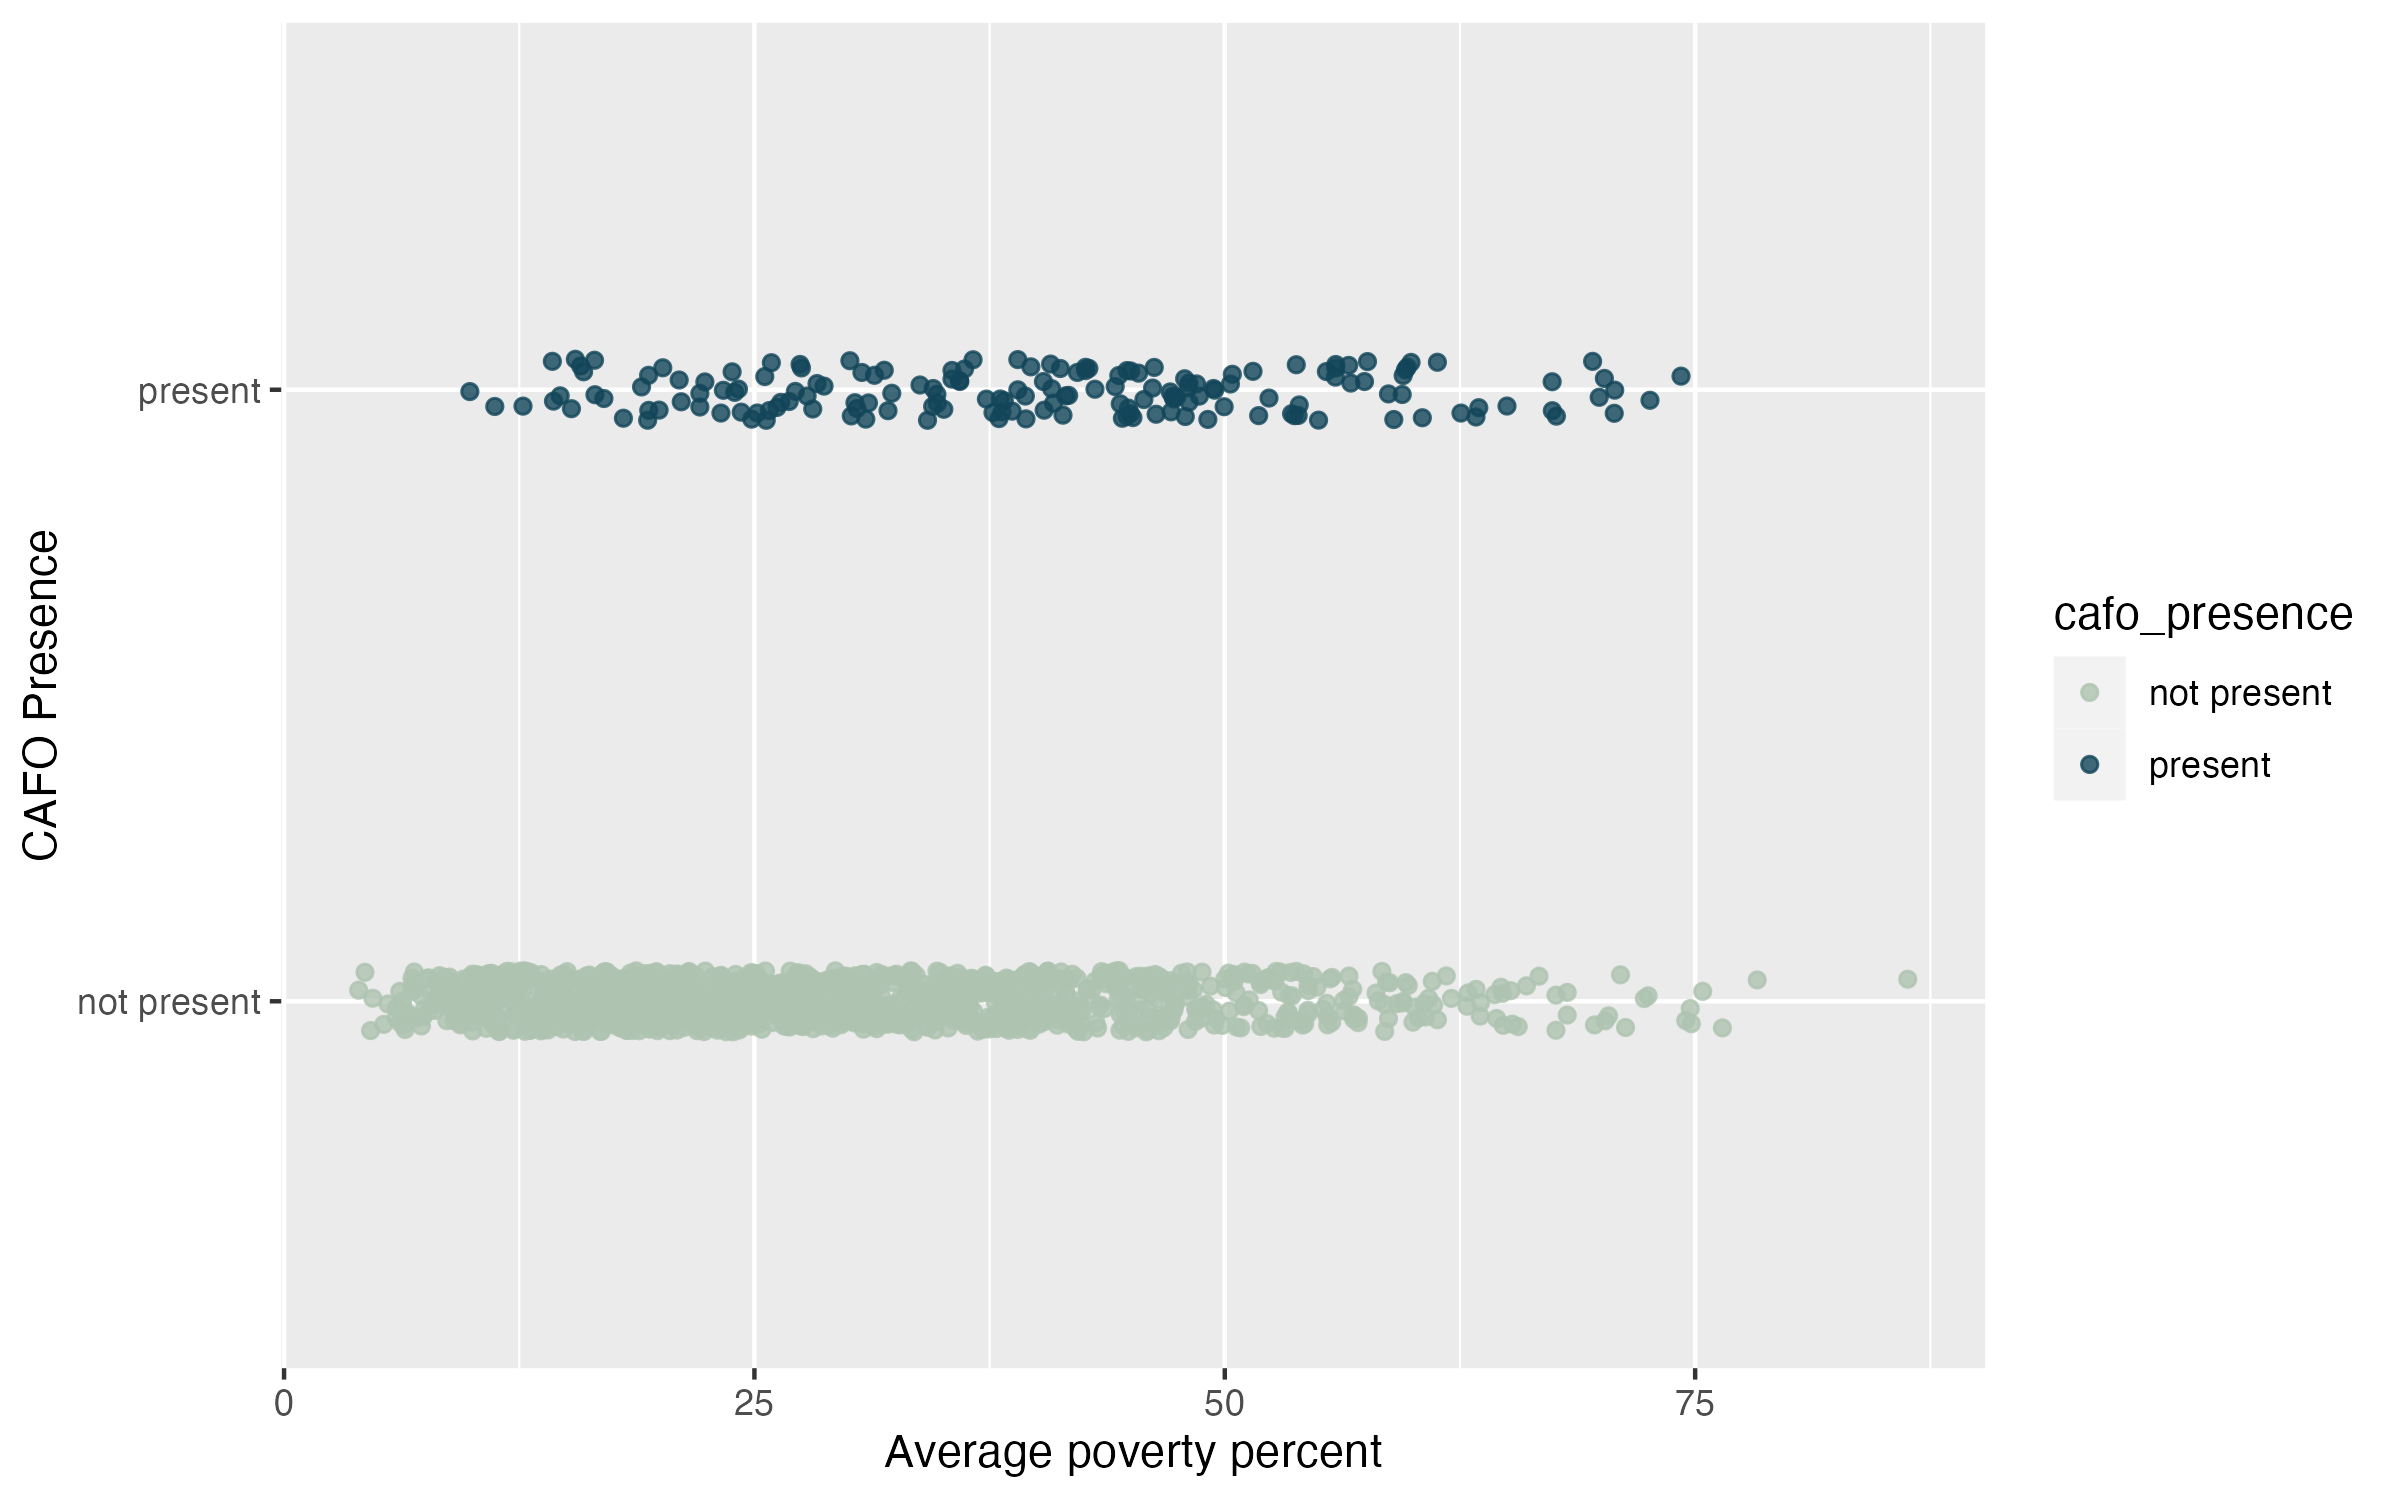 CAFO Presence
present
not present
0 25 50 75
Average poverty percent
cafo_presence
not present
present